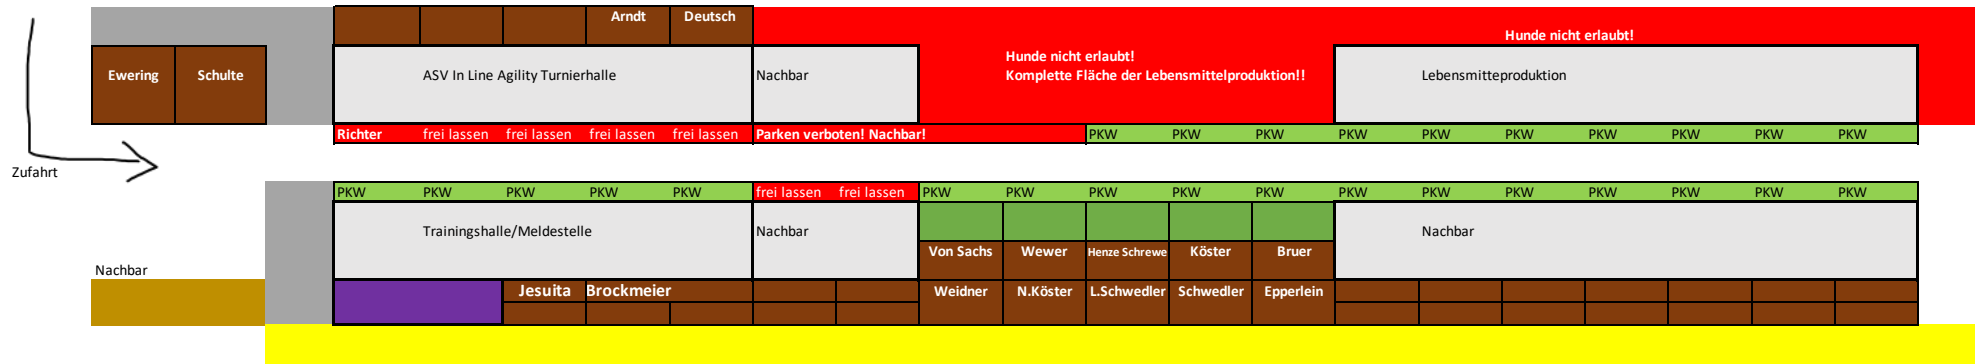 Arndt Deutsch
Hunde nicht erlaubt!
Hunde nicht erlaubt!
Ewering Schulte ASV In Line Agility Turnierhalle Nachbar Komplette Fläche der Lebensmittelproduktion!! Lebensmitteproduktion
Richter frei lassen frei lassen frei lassen frei lassen Parken verboten! Nachbar! PKW PKW PKW PKW PKW PKW PKW PKW PKW PKW
Zufahrt
PKW PKW PKW PKW PKW frei lassen frei lassen PKW PKW PKW PKW PKW PKW PKW PKW PKW PKW PKW PKW
Trainingshalle/Meldestelle Nachbar Nachbar
Von Sachs Wewer Henze Schrewe Köster Bruer
Nachbar
Jesuita Brockmeier Weidner N.Köster L.Schwedler Schwedler Epperlein